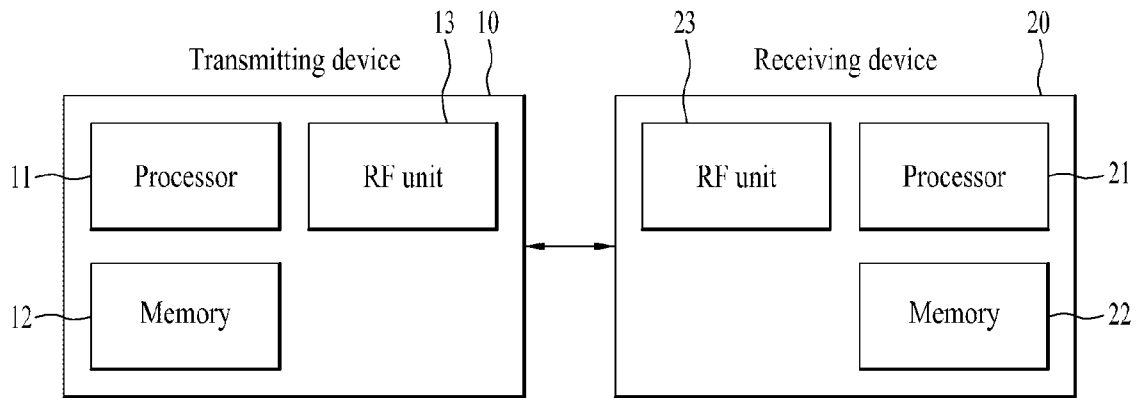 13 10 23 20
Transmitting device Receiving device
11 Processor RF unit RF unit Processor 21
12 Memory Memory 22